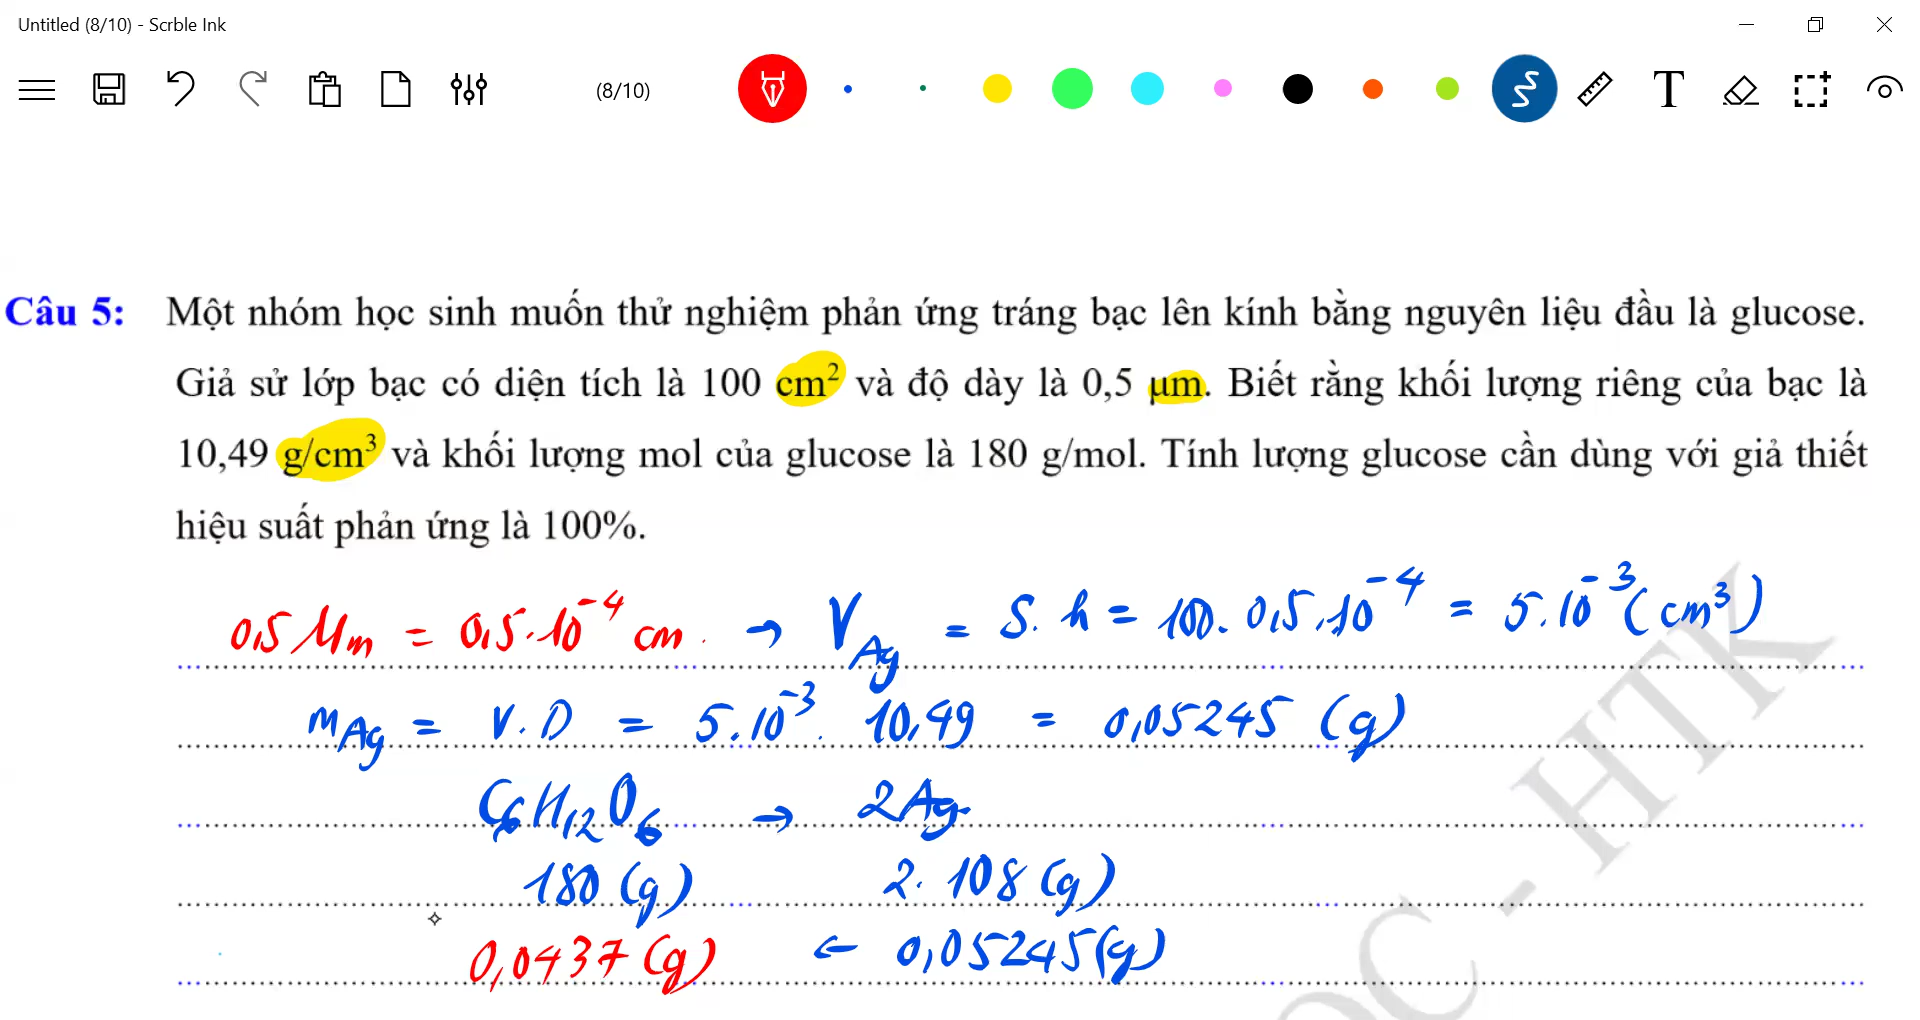 Untitled (8/10) - Scrble Ink
(8/10)
T
Câu 5: Một nhóm học sinh muốn thử nghiệm phản ứng tráng bạc lên kính bằng nguyên liệu đầu là glucose.
Giả sử lớp bạc có diện tích là 100 cm² và độ dày là 0,5 μm. Biết rằng khối lượng riêng của bạc là
10,49 g/cm³ và khối lượng mol của glucose là 180 g/mol. Tính lượng glucose cần dùng với giả thiết
hiệu suất phản ứng là 100%.
0,5 Mm = 0,5.10⁻⁴ cm. → V_Ag = S.h = 100.0,5.10⁻⁴ = 5.10⁻³ (cm³)
m_Ag = V.D = 5.10⁻³. 10,49 = 0,05245 (g)
C₆H₁₂O₆ → 2Ag
180 (g) 2.108 (g)
0,0437 (g) ← 0,05245 (g)
C - HTK